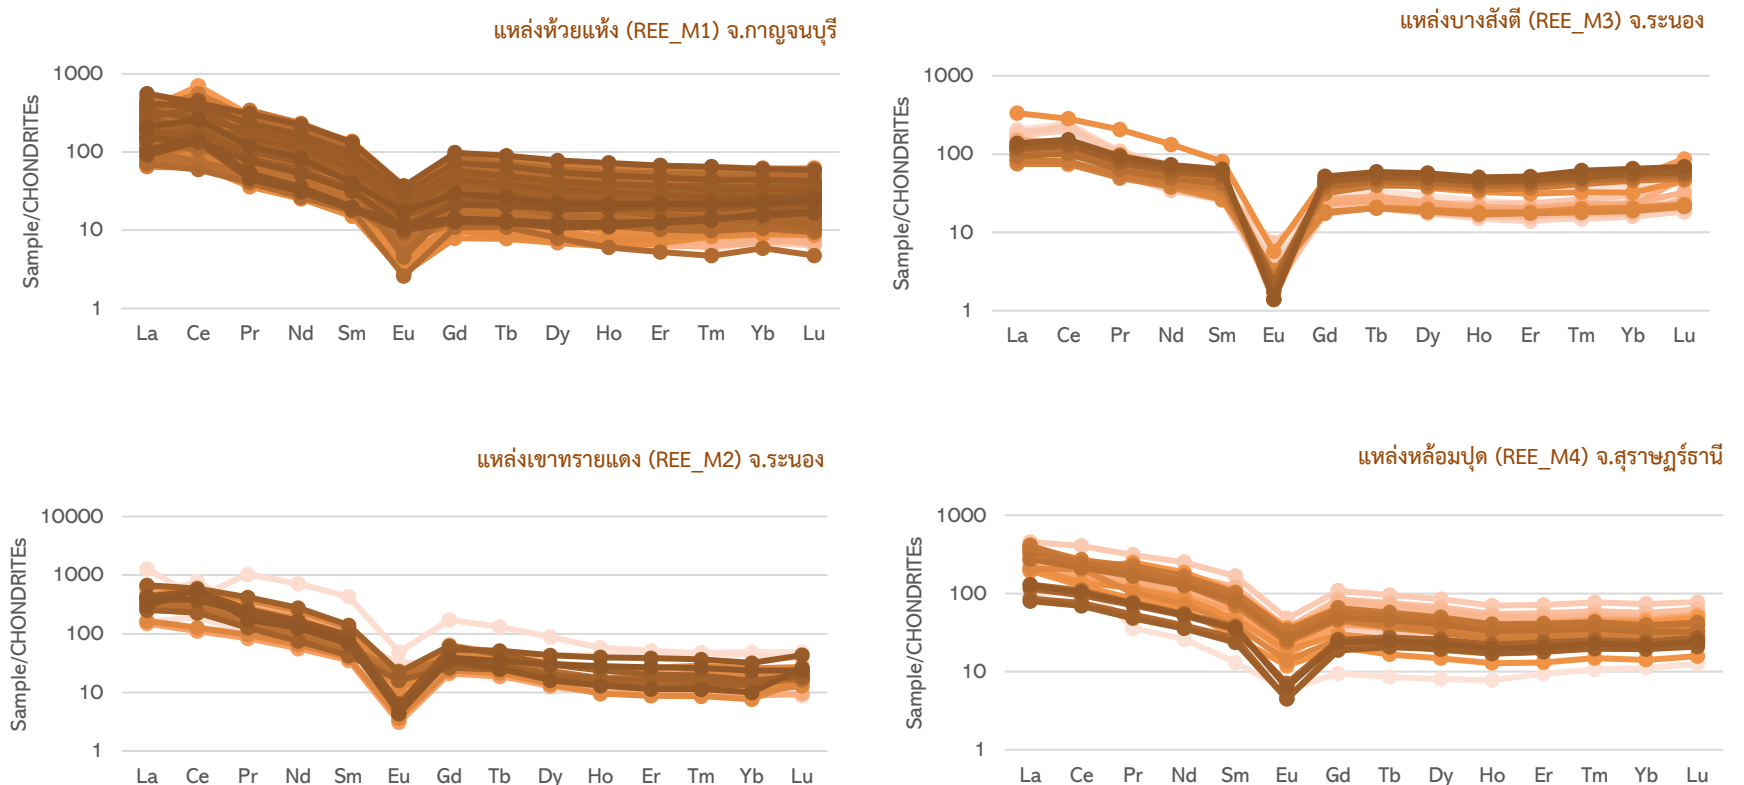 แหล่งห้วยแห้ง (REE_M1) จ.กาญจนบุรี
Sample/CHONDRITEs
1000
100
10
1
La Ce Pr Nd Sm Eu Gd Tb Dy Ho Er Tm Yb Lu
แหล่งบางสังตี (REE_M3) จ.ระนอง
Sample/CHONDRITEs
1000
100
10
1
La Ce Pr Nd Sm Eu Gd Tb Dy Ho Er Tm Yb Lu
แหล่งเขาทรายแดง (REE_M2) จ.ระนอง
Sample/CHONDRITEs
10000
1000
100
10
1
La Ce Pr Nd Sm Eu Gd Tb Dy Ho Er Tm Yb Lu
แหล่งหล้อมปุด (REE_M4) จ.สุราษฏร์ธานี
Sample/CHONDRITEs
1000
100
10
1
La Ce Pr Nd Sm Eu Gd Tb Dy Ho Er Tm Yb Lu